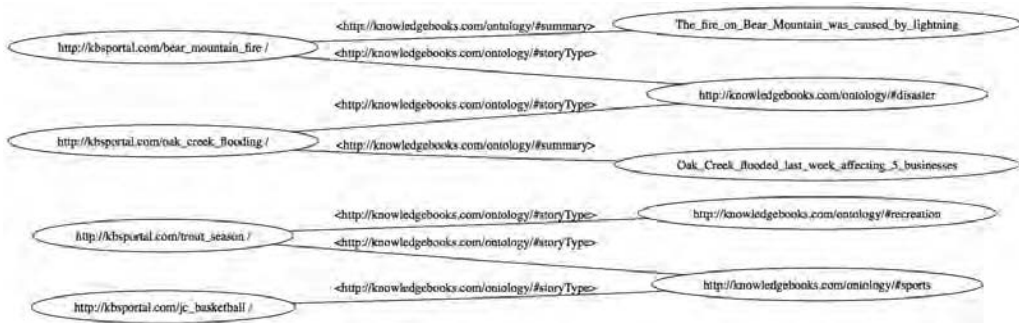 <http://knowledgebooks.com/ontology/#summary>
The_fire_on_Bear_Mountain_was_caused_by_lightning
http://kbsportal.com/bear_mountain_fire /
<http://knowledgebooks.com/ontology/#storyType>
http://knowledgebooks.com/ontology/#disaster
<http://knowledgebooks.com/ontology/#storyType>
http://kbsportal.com/oak_creek_flooding /
<http://knowledgebooks.com/ontology/#summary>
Oak_Creek_flooded_last_week_affecting_5_businesses
<http://knowledgebooks.com/ontology/#storyType>
http://knowledgebooks.com/ontology/#recreation
http://kbsportal.com/trout_season /
<http://knowledgebooks.com/ontology/#storyType>
<http://knowledgebooks.com/ontology/#storyType>
http://knowledgebooks.com/ontology/#sports
http://kbsportal.com/jc_basketball /